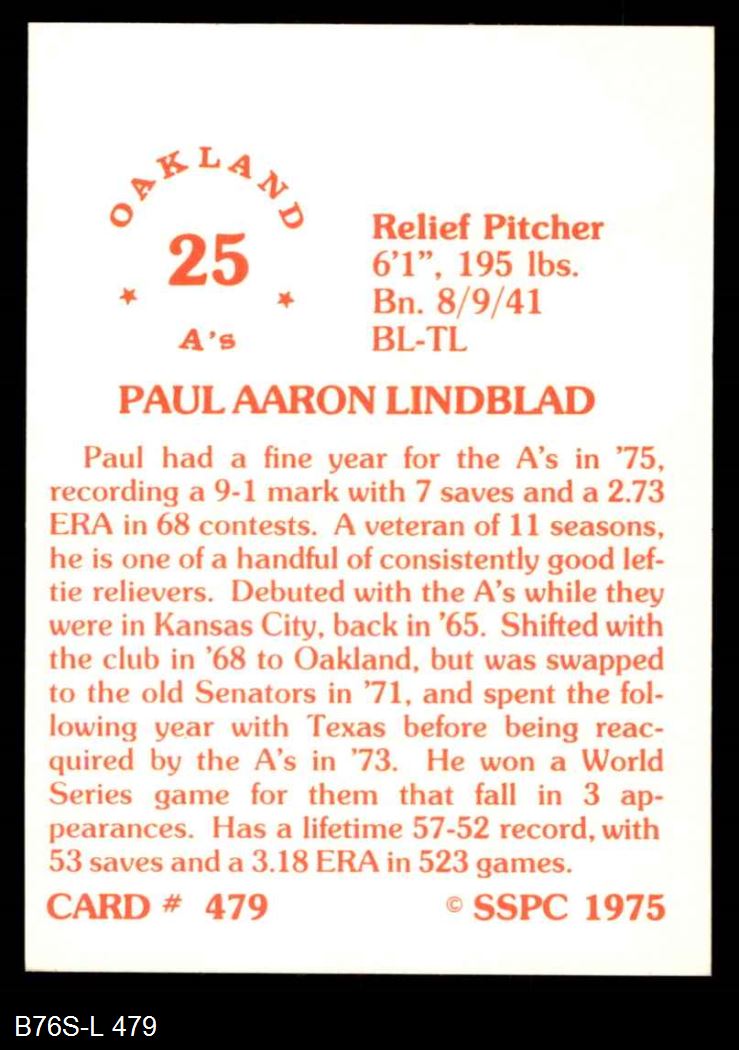 OAKLAND
25
A's
Relief Pitcher
6'1", 195 lbs.
Bn. 8/9/41
BL-TL
PAUL AARON LINDBLAD
Paul had a fine year for the A's in '75,
recording a 9-1 mark with 7 saves and a 2.73
ERA in 68 contests. A veteran of 11 seasons,
he is one of a handful of consistently good lef-
tie relievers. Debuted with the A's while they
were in Kansas City, back in '65. Shifted with
the club in '68 to Oakland, but was swapped
to the old Senators in '71, and spent the fol-
lowing year with Texas before being reac-
quired by the A's in '73. He won a World
Series game for them that fall in 3 ap-
pearances. Has a lifetime 57-52 record, with
53 saves and a 3.18 ERA in 523 games.
CARD # 479 © SSPC 1975
B76S-L 479